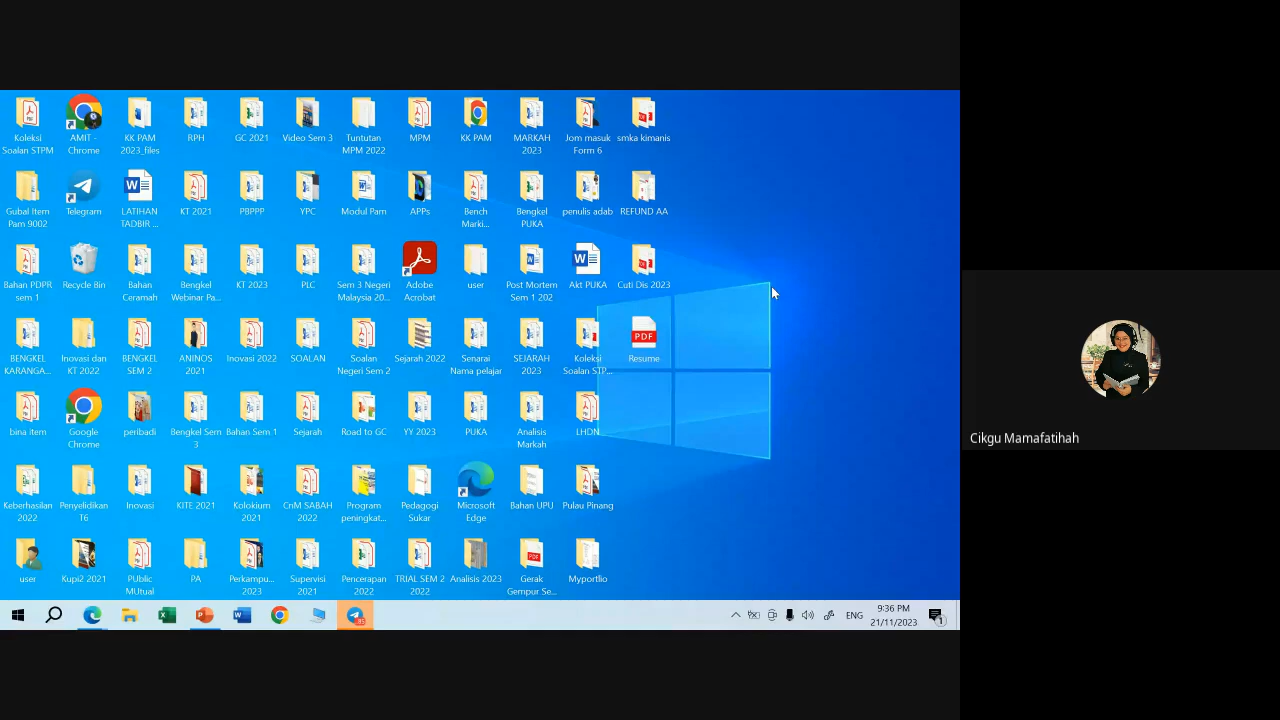 Koleksi
Soalan STPM
AMIT -
Chrome
KK PAM
2023_files
RPH
GC 2021
Video Sem 3
Tuntutan
MPM 2022
MPM
KK PAM
MARKAH
2023
Jom masuk
Form 6
smka kimanis
Gubal Item
Pam 9002
Telegram
LATIHAN
TADBIR ...
KT 2021
PBPPP
YPC
Modul Pam
APPs
Bench
Marki...
Bengkel
PUKA
penulis adab
REFUND AA
Bahan PDPR
sem 1
Recycle Bin
Bahan
Ceramah
Bengkel
Webinar Pa...
KT 2023
PLC
Sem 3 Negeri
Malaysia 20...
Adobe
Acrobat
user
Post Mortem
Sem 1 202
Akt PUKA
Cuti Dis 2023
BENGKEL
KARANGA...
Inovasi dan
KT 2022
BENGKEL
SEM 2
ANINOS
2021
Inovasi 2022
SOALAN
Soalan
Negeri Sem 2
Sejarah 2022
Senarai
Nama pelajar
SEJARAH
2023
Koleksi
Soalan STP...
PDF
Resume
bina item
Google
Chrome
peribadi
Bengkel Sem
3
Bahan Sem 1
Sejarah
Road to GC
YY 2023
PUKA
Analisis
Markah
LHDN
Keberhasilan
2022
Penyelidikan
T6
Inovasi
KITE 2021
Kolokium
2021
CnM SABAH
2022
Program
peningkat...
Pedagogi
Sukar
Microsoft
Edge
Bahan UPU
Pulau Pinang
user
Kupi2 2021
PUblic
MUtual
PA
Perkampu...
2023
Supervisi
2021
Pencerapan
2022
TRIAL SEM 2
2022
Analisis 2023
Gerak
Gempur Se...
Myportlio
ENG
9:36 PM
21/11/2023
1
Cikgu Mamafatihah